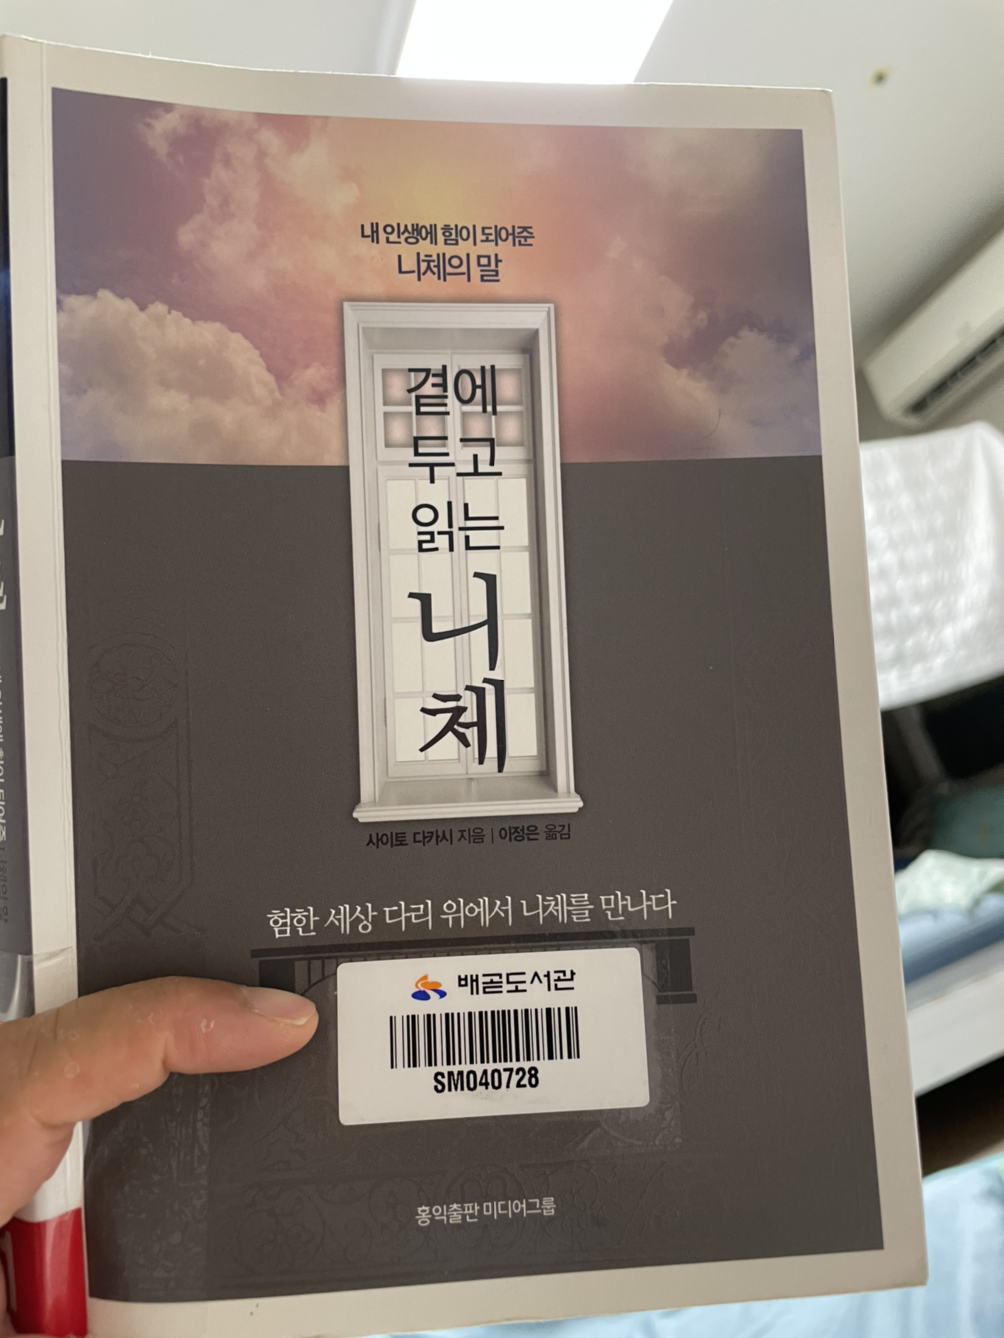 내 인생에 힘이 되어준
니체의 말
곁에
두고
읽는
니
체
사이토 다카시 지음 | 이정은 옮김
험한 세상 다리 위에서 니체를 만나다
배곧도서관
SM040728
홍익출판 미디어그룹